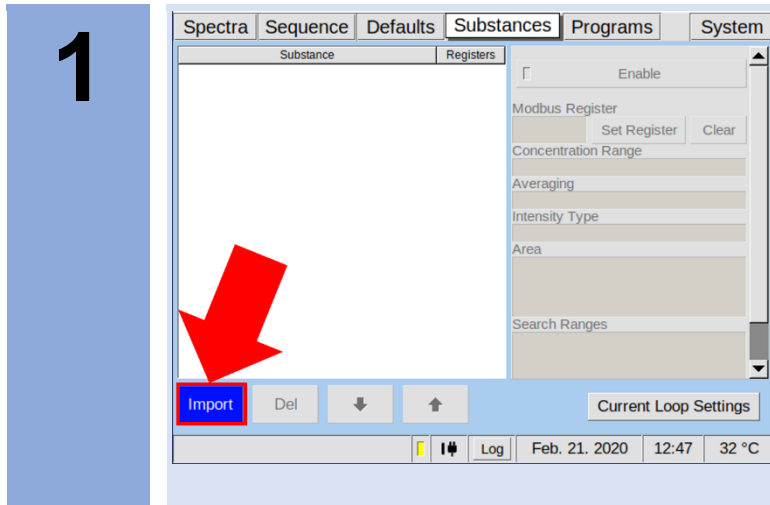 1
Spectra Sequence Defaults Substances Programs System
Substance Registers
Enable
Modbus Register
Set Register Clear
Concentration Range
Averaging
Intensity Type
Area
Search Ranges
Import Del Current Loop Settings
Log Feb. 21. 2020 12:47 32 °C